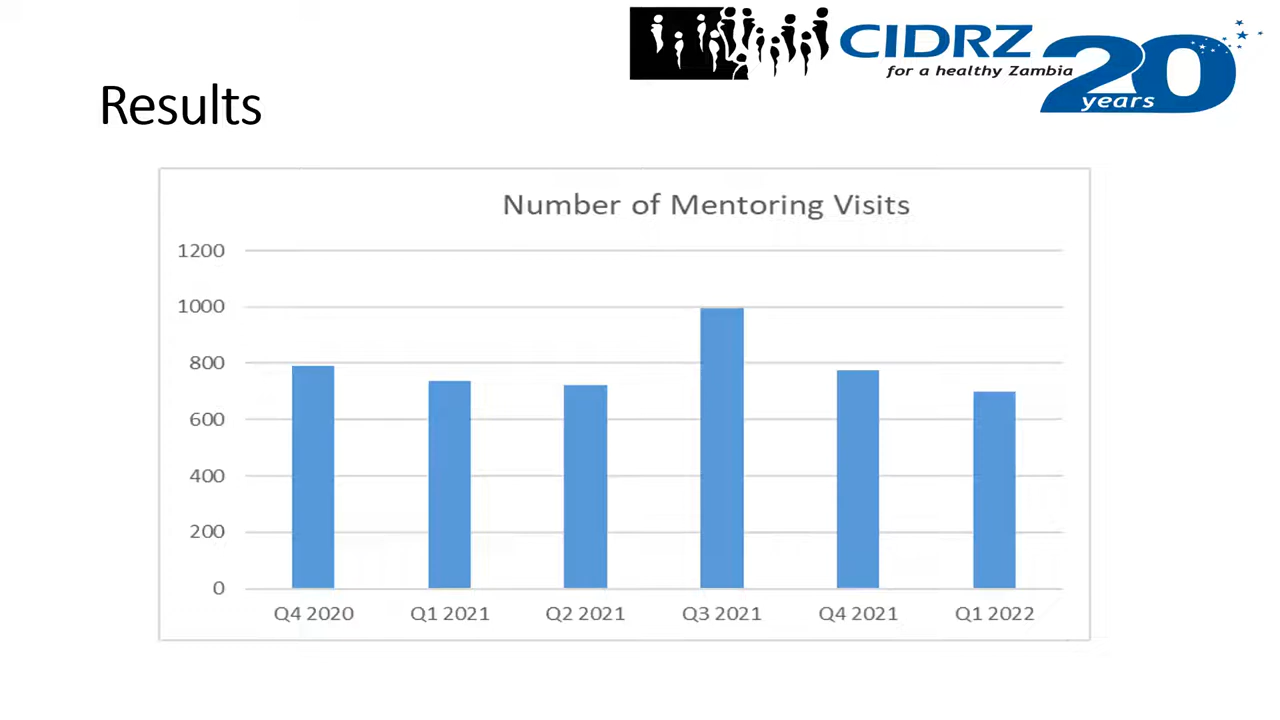 CIDRZ
for a healthy Zambia
20
years
Results
Number of Mentoring Visits
1200
1000
800
600
400
200
0
Q4 2020 Q1 2021 Q2 2021 Q3 2021 Q4 2021 Q1 2022